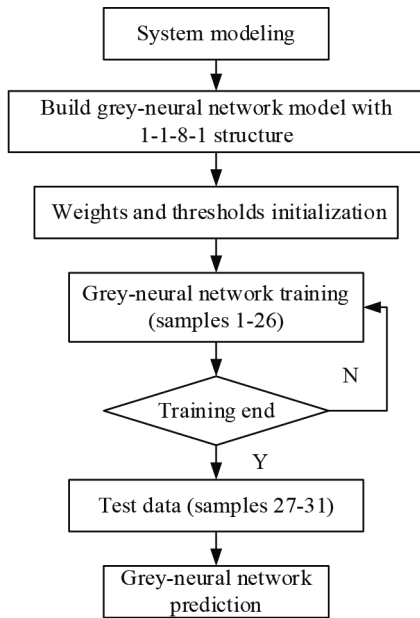 System modeling
Build grey-neural network model with
1-1-8-1 structure
Weights and thresholds initialization
Grey-neural network training
(samples 1-26)
N
Training end
Y
Test data (samples 27-31)
Grey-neural network
prediction